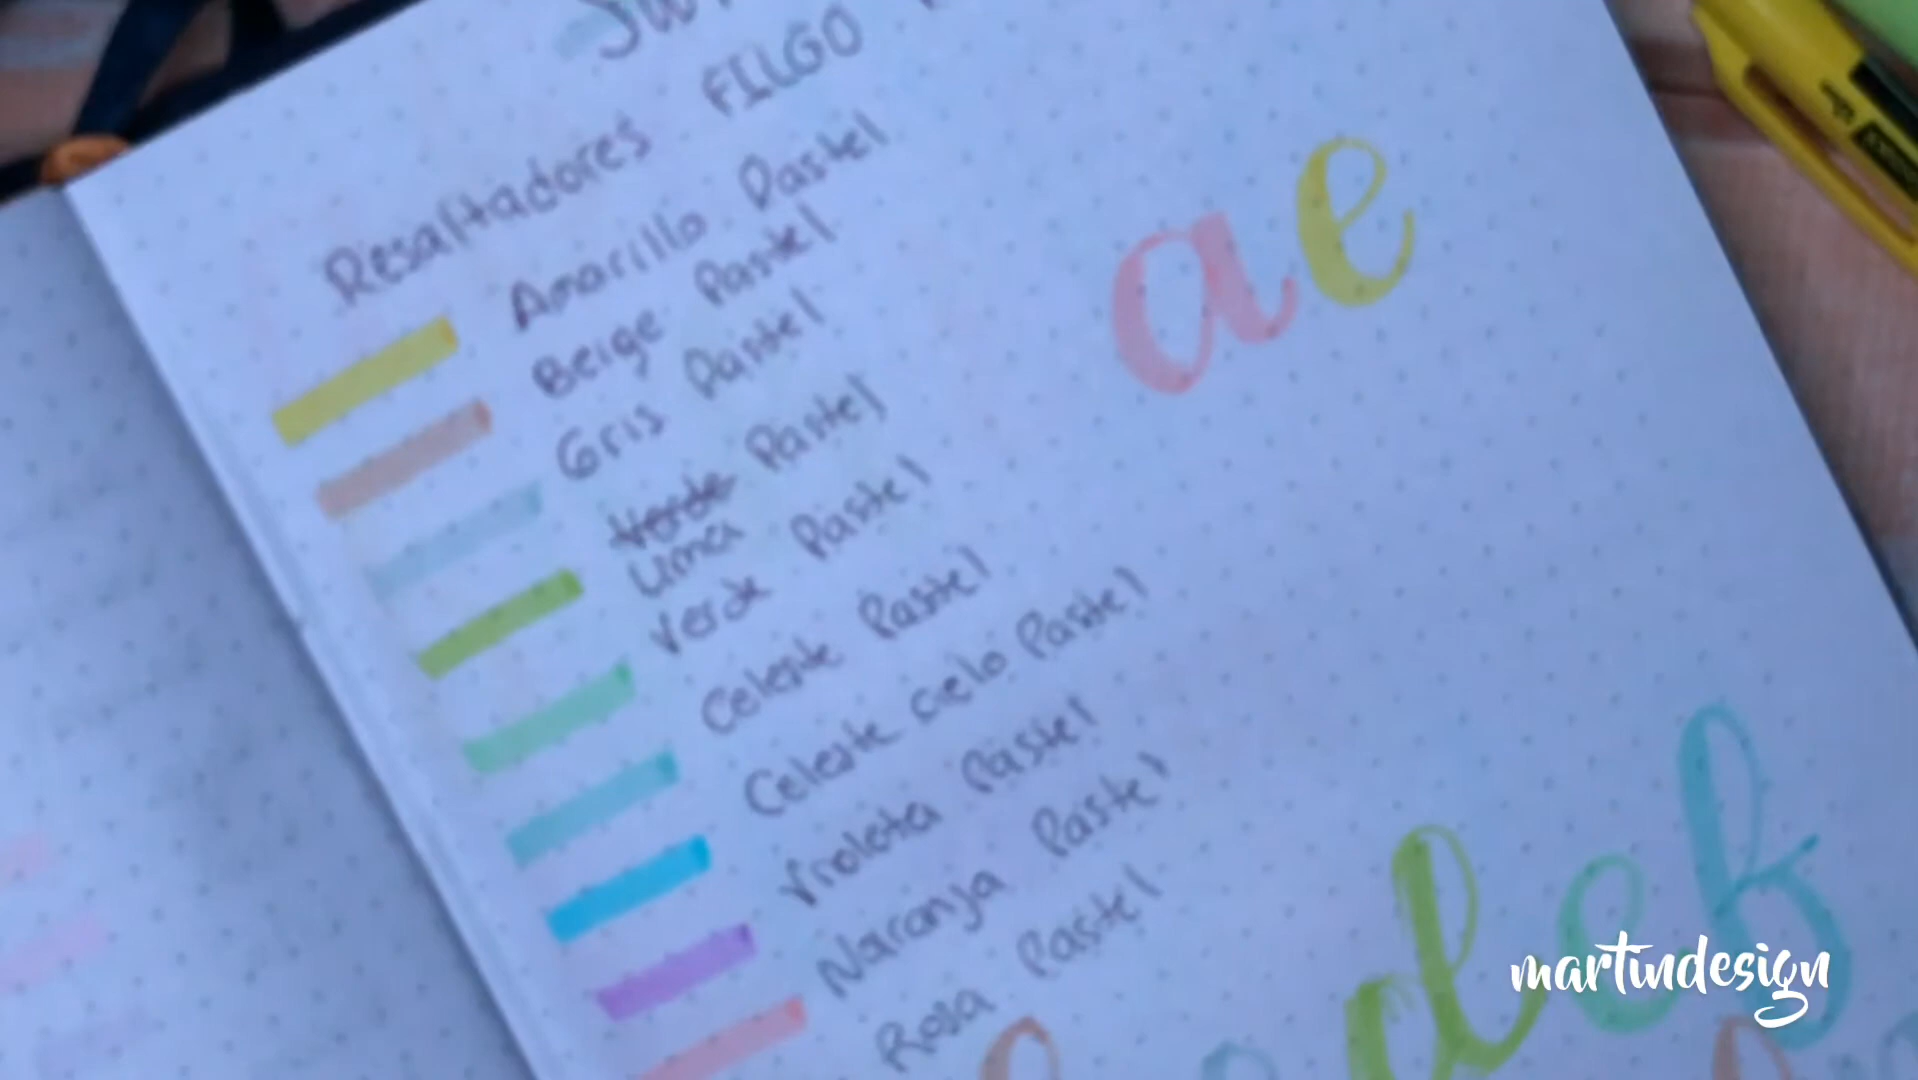 Resaltadores FILGO
Amarillo Pastel
Beige Pastel
Gris Pastel
Verde Pastel
Lima
Verde Pastel
Celeste Pastel
Celeste cielo Pastel
Violeta Pastel
Naranja Pastel
Rosa Pastel
ae
martindesign